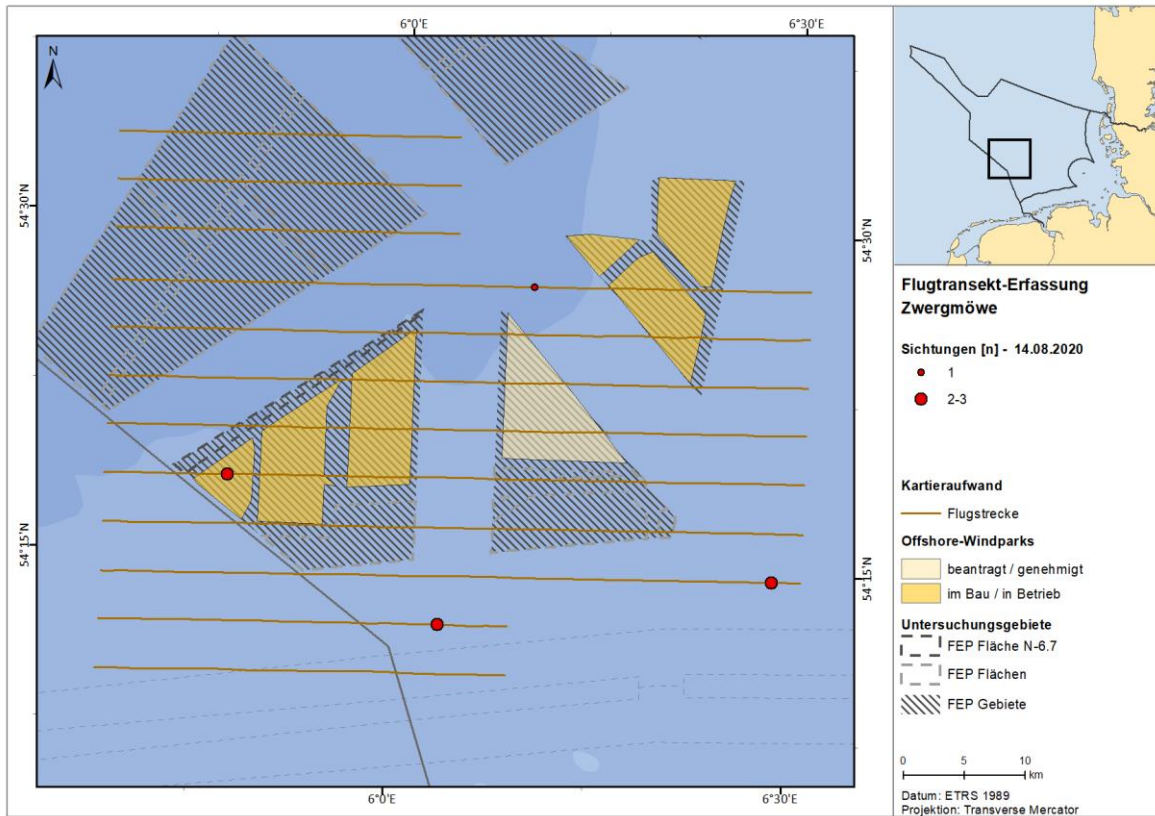 6°0'E
6°30'E
N
54°30'N
54°30'N
54°15'N
54°15'N
6°0'E
6°30'E
Flugtransekt-Erfassung
Zwergmöwe
Sichtungen [n] - 14.08.2020
1
2-3
Kartieraufwand
Flugstrecke
Offshore-Windparks
beantragt / genehmigt
im Bau / in Betrieb
Untersuchungsgebiete
FEP Fläche N-6.7
FEP Flächen
FEP Gebiete
0 5 10
km
Datum: ETRS 1989
Projektion: Transverse Mercator